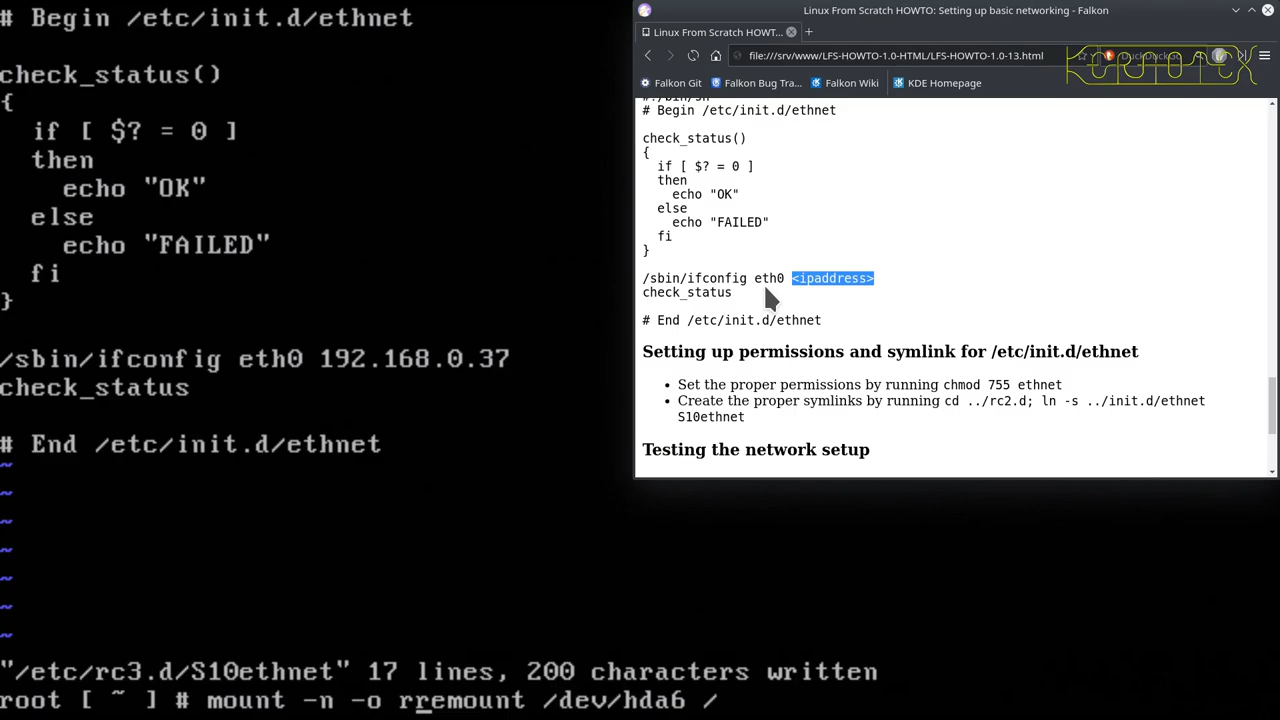 # Begin /etc/init.d/ethnet
check_status()
{
if [ $? = 0 ]
then
echo "OK"
else
echo "FAILED"
fi
}
/sbin/ifconfig eth0 192.168.0.37
check_status
# End /etc/init.d/ethnet
~
~
~
~
~
~
~
"/etc/rc3.d/S10ethnet" 17 lines, 200 characters written
root [ ~ ] # mount -n -o rremount /dev/hda6 /
Linux From Scratch HOWTO: Setting up basic networking - Falkon
Linux From Scratch HOWT...
file:///srv/www/LFS-HOWTO-1.0-HTML/LFS-HOWTO-1.0-13.html
Falkon Git
Falkon Bug Tra...
Falkon Wiki
KDE Homepage
#!/bin/sh
# Begin /etc/init.d/ethnet
check_status()
{
if [ $? = 0 ]
then
echo "OK"
else
echo "FAILED"
fi
}
/sbin/ifconfig eth0 <ipaddress>
check_status
# End /etc/init.d/ethnet
Setting up permissions and symlink for /etc/init.d/ethnet
• Set the proper permissions by running chmod 755 ethnet
• Create the proper symlinks by running cd ../rc2.d; ln -s ../init.d/ethnet
S10ethnet
Testing the network setup